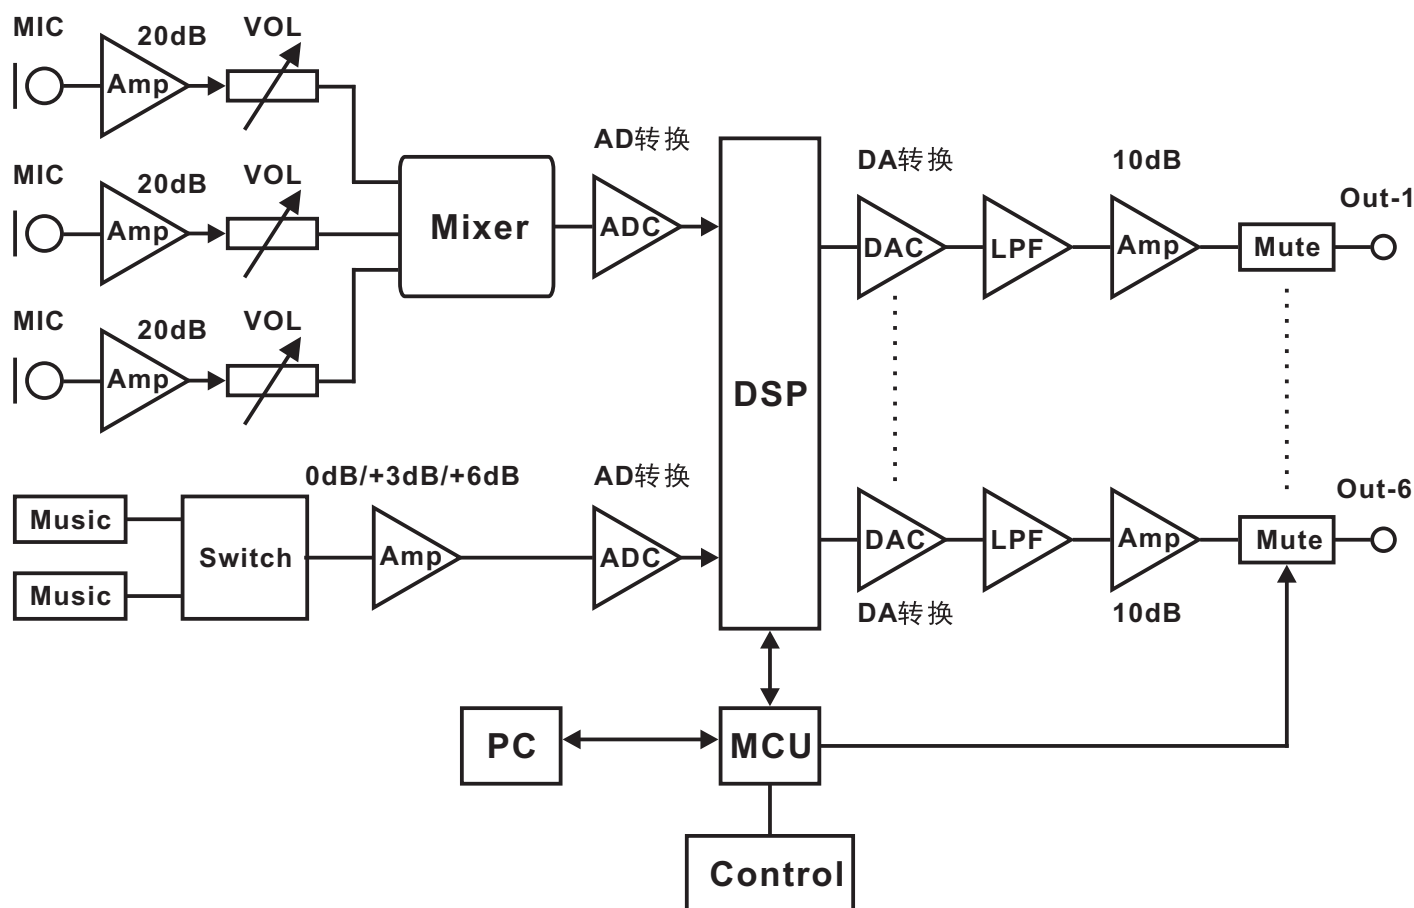 MIC 20dB VOL
Amp
MIC 20dB VOL
Amp
MIC 20dB VOL
Amp
Mixer
AD转换
ADC
DSP
DA转换
DAC
LPF
10dB
Amp
Mute
Out-1
Music
Music
Switch
0dB/+3dB/+6dB
Amp
AD转换
ADC
DAC
DA转换
LPF
Amp
10dB
Mute
Out-6
PC
MCU
Control